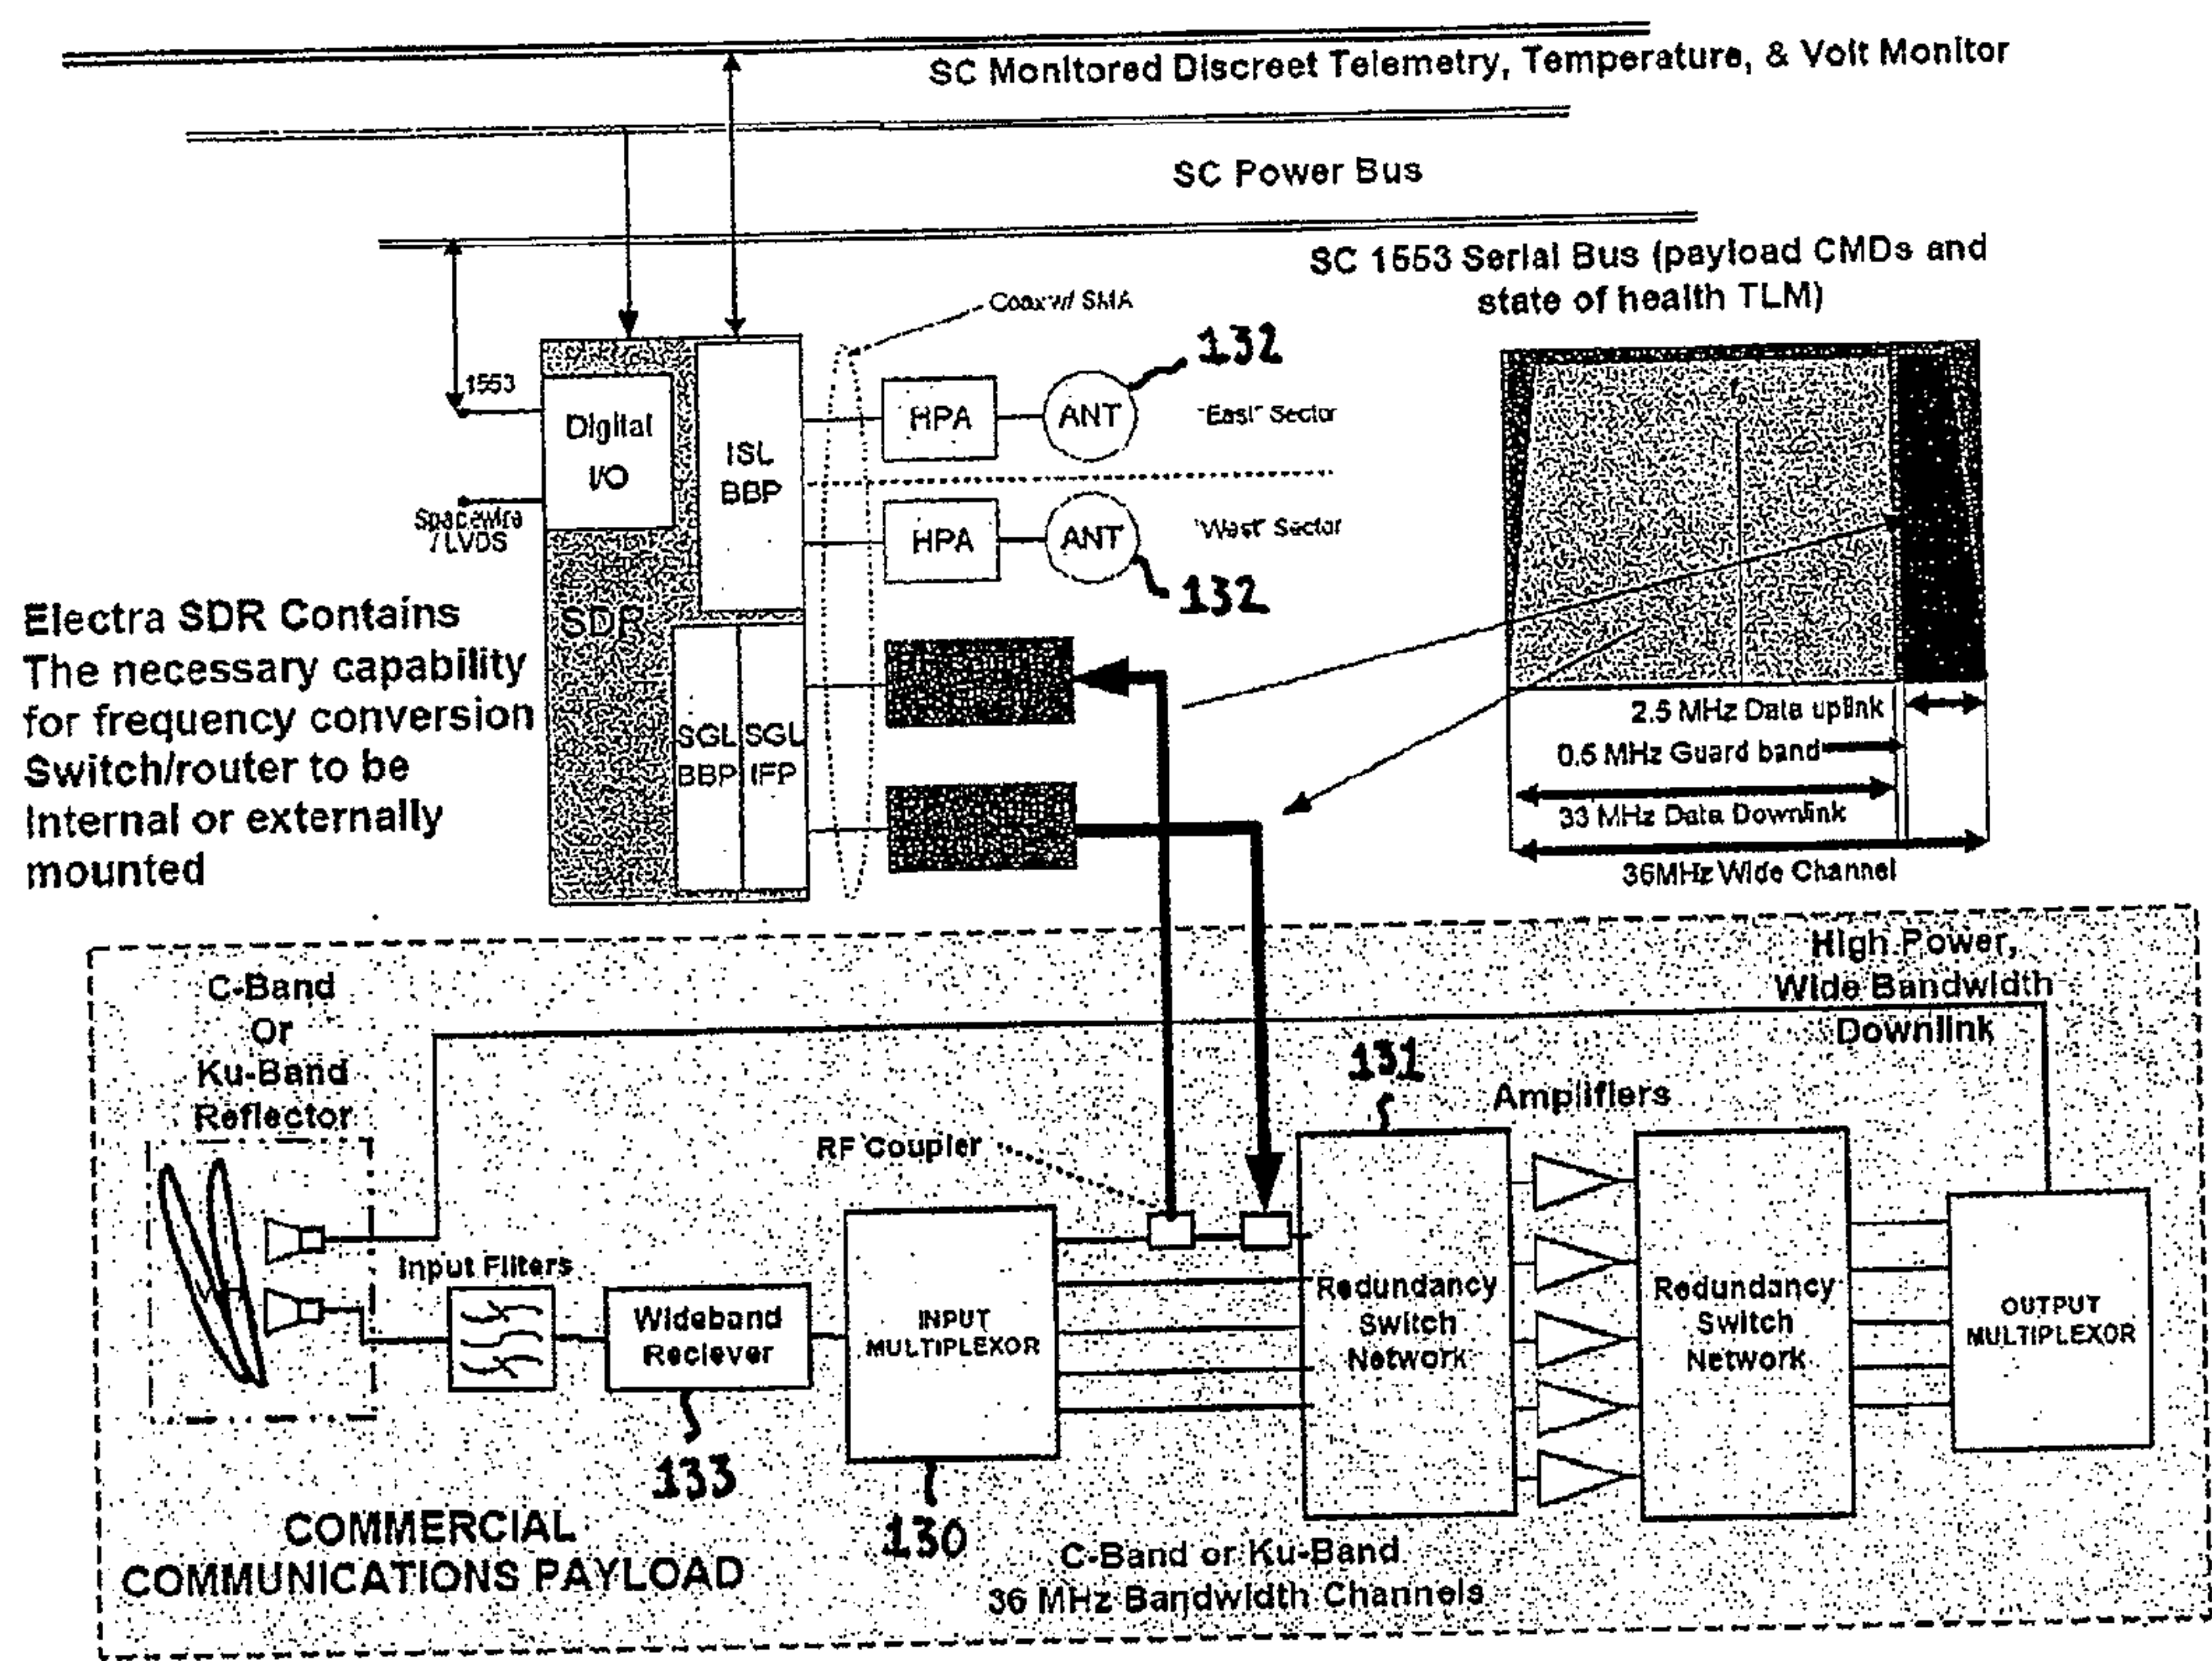 SC Monitored Discreet Telemetry, Temperature, & Volt Monitor
SC Power Bus
SC 1553 Serial Bus (payload CMDs and
state of health TLM)
Coax w/ SMA
132
1553
Digital
I/O
ISL
BBP
HPA
ANT
"East" Sector
Spacewire
/ LVDS
HPA
ANT
"West" Sector
132
SDR
Electra SDR Contains
The necessary capability
for frequency conversion
Switch/router to be
Internal or externally
mounted
SGL
BBP
SGL
IFP
2.5 MHz Data uplink
0.5 MHz Guard band
33 MHz Data Downlink
36MHz Wide Channel
High Power,
Wide Bandwidth
Downlink
C-Band
Or
Ku-Band
Reflector
131
Amplifiers
RF Coupler
Input Filters
Wideband
Reciever
INPUT
MULTIPLEXOR
Redundancy
Switch
Network
Redundancy
Switch
Network
OUTPUT
MULTIPLEXOR
133
130
COMMERCIAL
COMMUNICATIONS PAYLOAD
C-Band or Ku-Band
36 MHz Bandwidth Channels